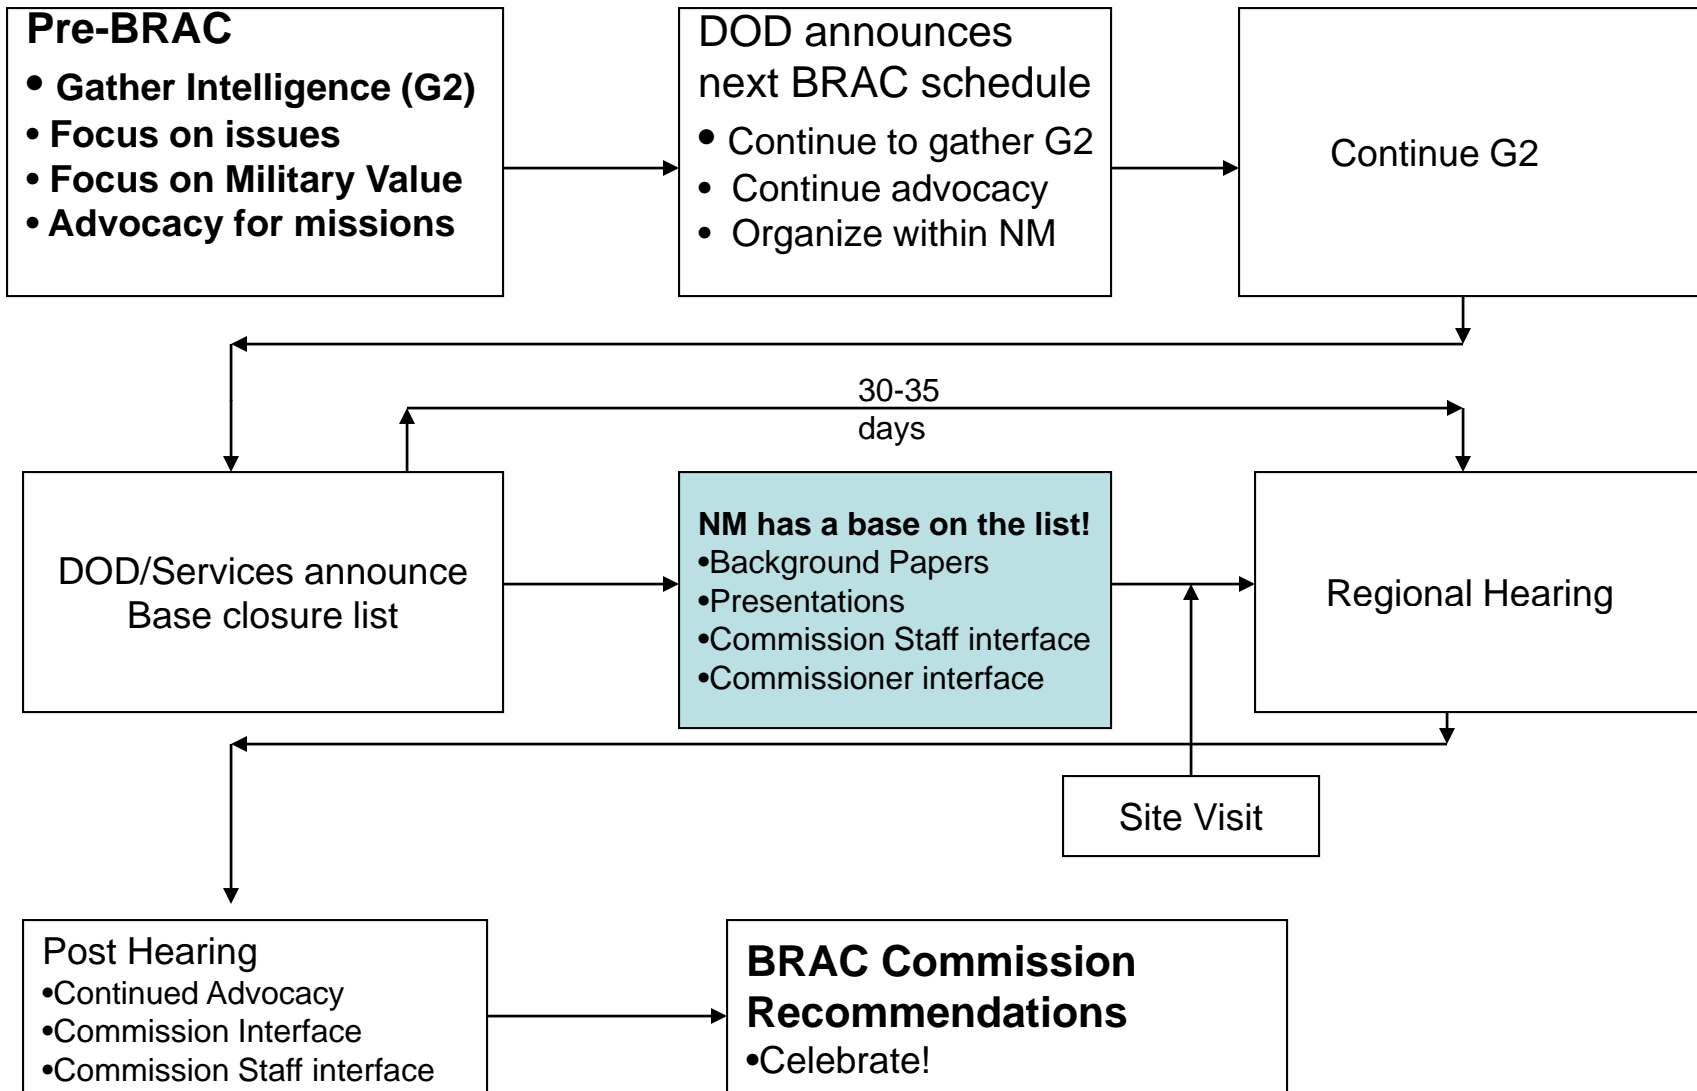 Pre-BRAC
• Gather Intelligence (G2)
• Focus on issues
• Focus on Military Value
• Advocacy for missions
DOD announces
next BRAC schedule
• Continue to gather G2
• Continue advocacy
• Organize within NM
Continue G2
30-35
days
DOD/Services announce
Base closure list
NM has a base on the list!
•Background Papers
•Presentations
•Commission Staff interface
•Commissioner interface
Regional Hearing
Site Visit
Post Hearing
•Continued Advocacy
•Commission Interface
•Commission Staff interface
BRAC Commission
Recommendations
•Celebrate!